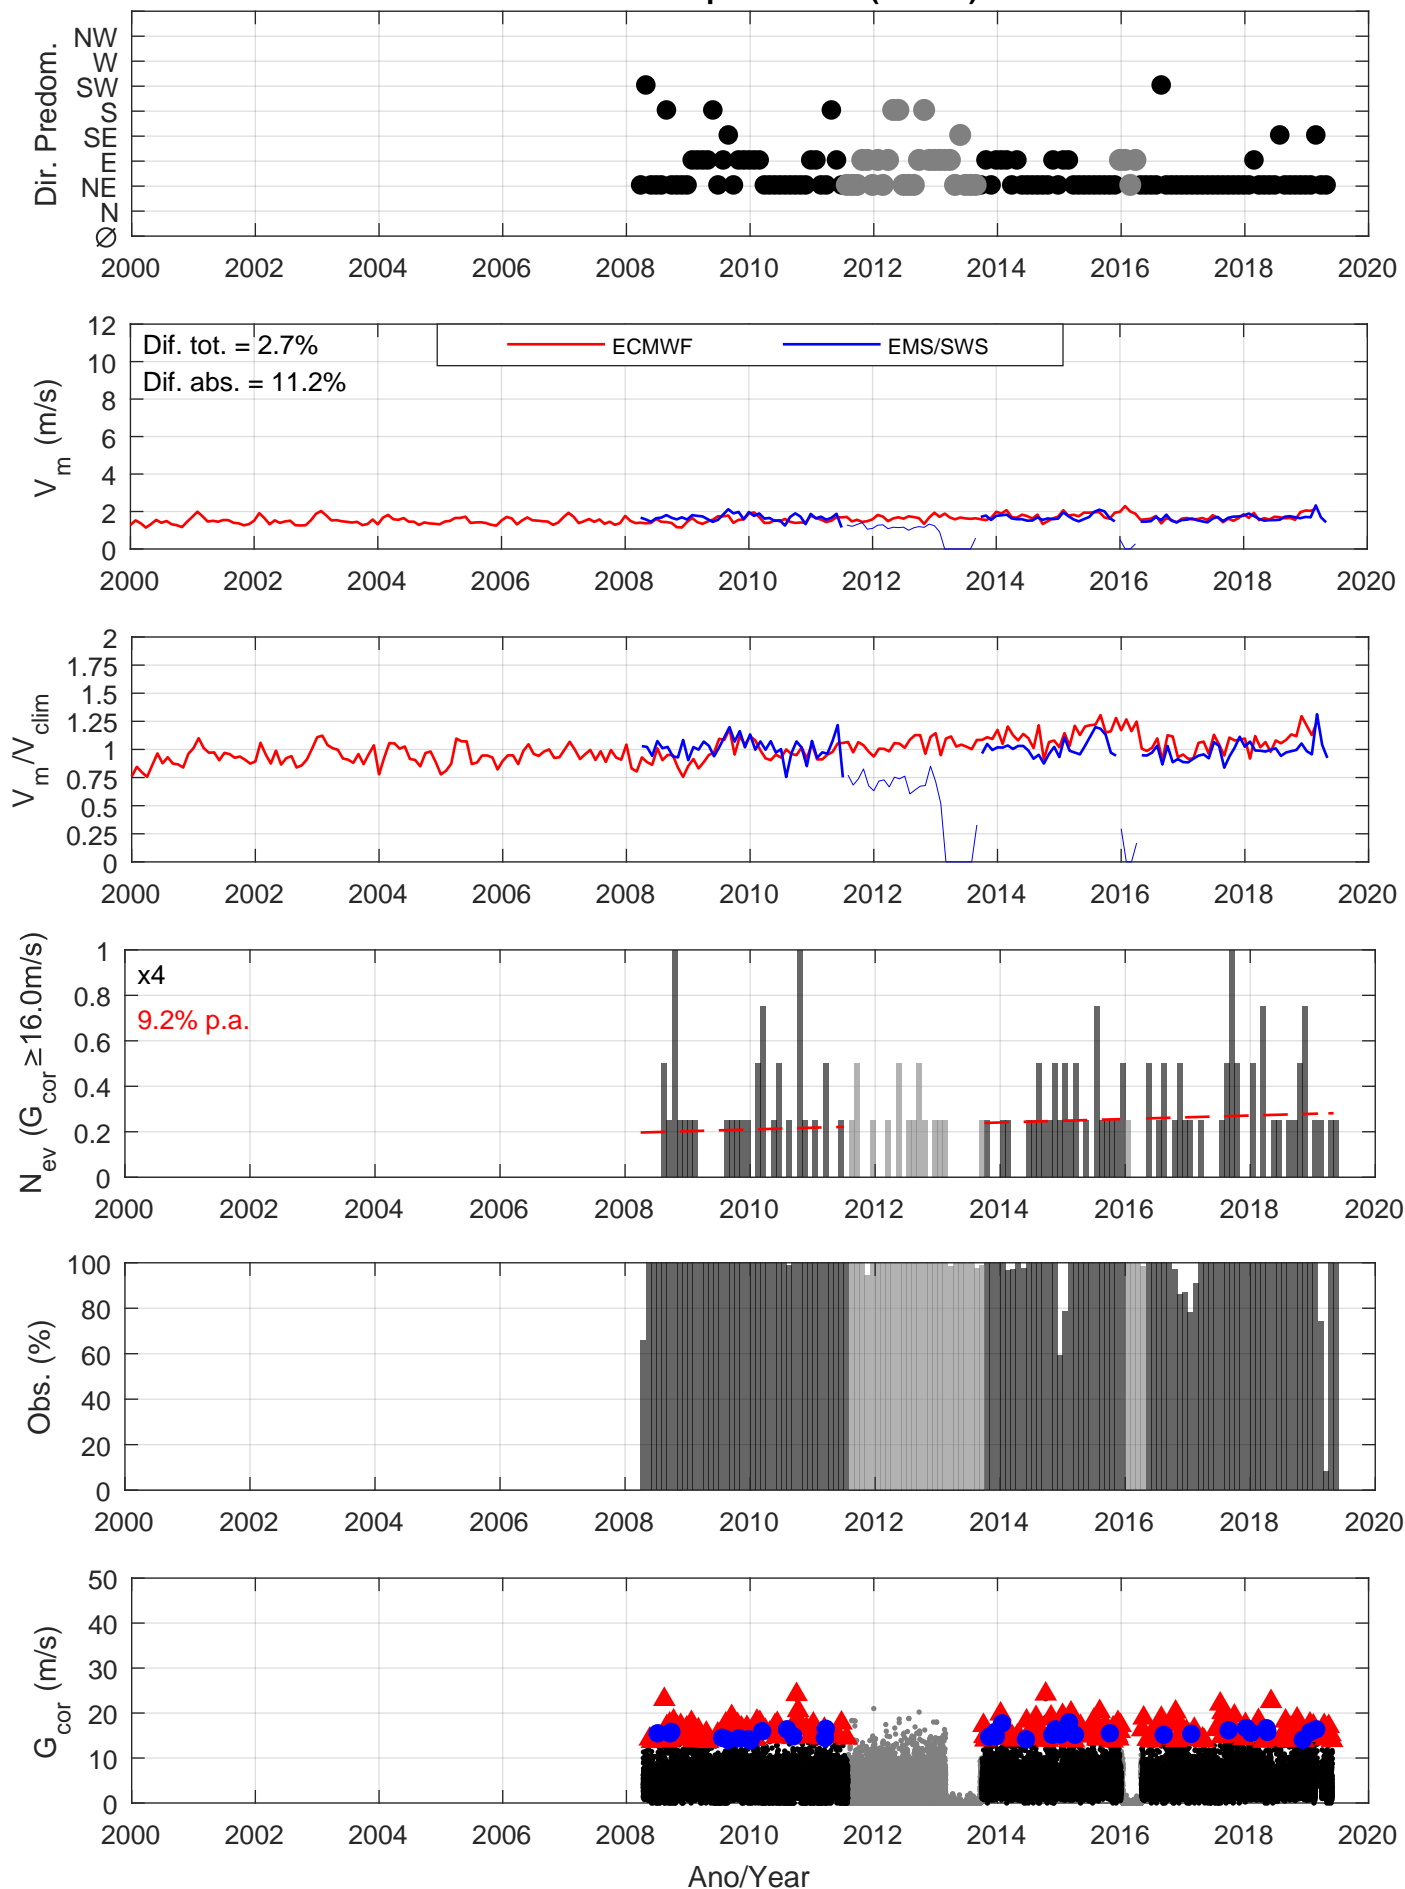 NW
W
SW
S
SE
E
NE
N
Ø
Dir. Predom.
2000 2002 2004 2006 2008 2010 2012 2014 2016 2018 2020
12
10
8
6
4
2
0
V_m (m/s)
Dif. tot. = 2.7%
Dif. abs. = 11.2%
ECMWF
EMS/SWS
2000 2002 2004 2006 2008 2010 2012 2014 2016 2018 2020
2
1.75
1.5
1.25
1
0.75
0.5
0.25
0
V_m/V_clim
2000 2002 2004 2006 2008 2010 2012 2014 2016 2018 2020
1
0.8
0.6
0.4
0.2
0
N_ev (G_cor ≥16.0m/s)
x4
9.2% p.a.
2000 2002 2004 2006 2008 2010 2012 2014 2016 2018 2020
100
80
60
40
20
0
Obs. (%)
2000 2002 2004 2006 2008 2010 2012 2014 2016 2018 2020
50
40
30
20
10
0
G_cor (m/s)
2000 2002 2004 2006 2008 2010 2012 2014 2016 2018 2020
Ano/Year